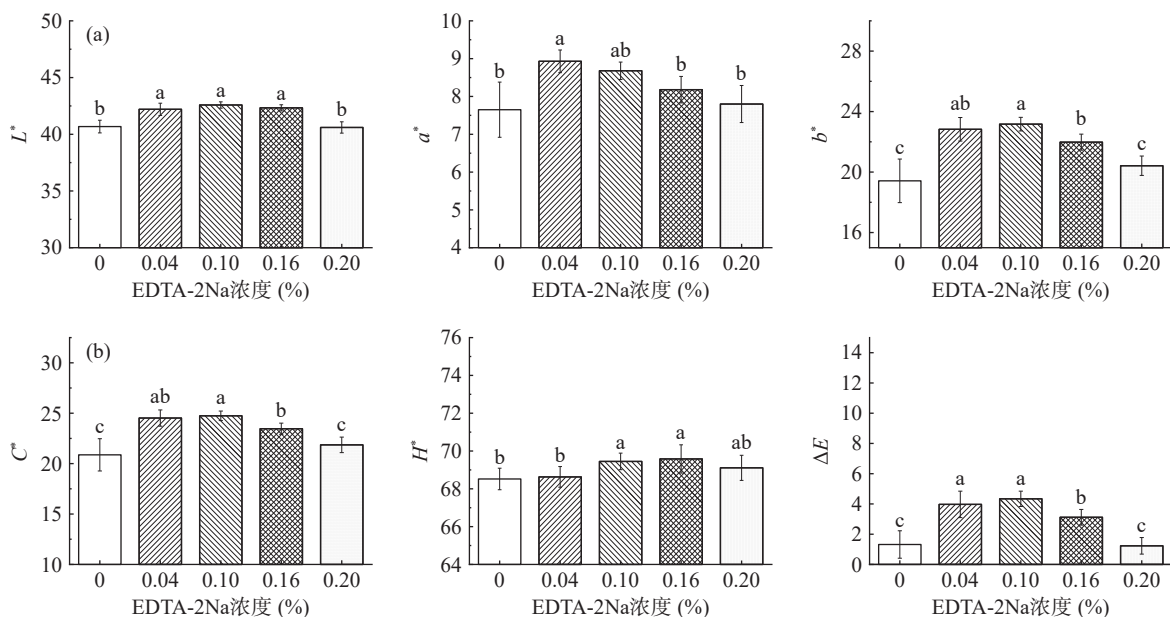 (a)
50
45
40
35
30
L*
b
a
a
a
b
0 0.04 0.10 0.16 0.20
EDTA-2Na浓度 (%)
10
9
8
7
6
5
4
a*
b
a
ab
b
b
0 0.04 0.10 0.16 0.20
EDTA-2Na浓度 (%)
28
24
20
16
b*
c
ab
a
b
c
0 0.04 0.10 0.16 0.20
EDTA-2Na浓度 (%)
(b)
30
25
20
15
10
C*
c
ab
a
b
c
0 0.04 0.10 0.16 0.20
EDTA-2Na浓度 (%)
76
74
72
70
68
66
64
H*
b
b
a
a
ab
0 0.04 0.10 0.16 0.20
EDTA-2Na浓度 (%)
14
12
10
8
6
4
2
0
ΔE
c
a
a
b
c
0 0.04 0.10 0.16 0.20
EDTA-2Na浓度 (%)